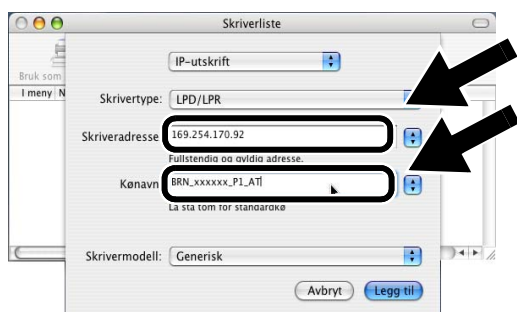 Skriverliste
IP-utskrift
Bruk som
I meny N
Skrivertype: LPD/LPR
Skriveradresse 169.254.170.92
Fullstendig og gyldig adresse.
Kønavn BRN_xxxxxx_P1_AT
La stå tom for standardkø
Skrivermodell: Generisk
Avbryt Legg til